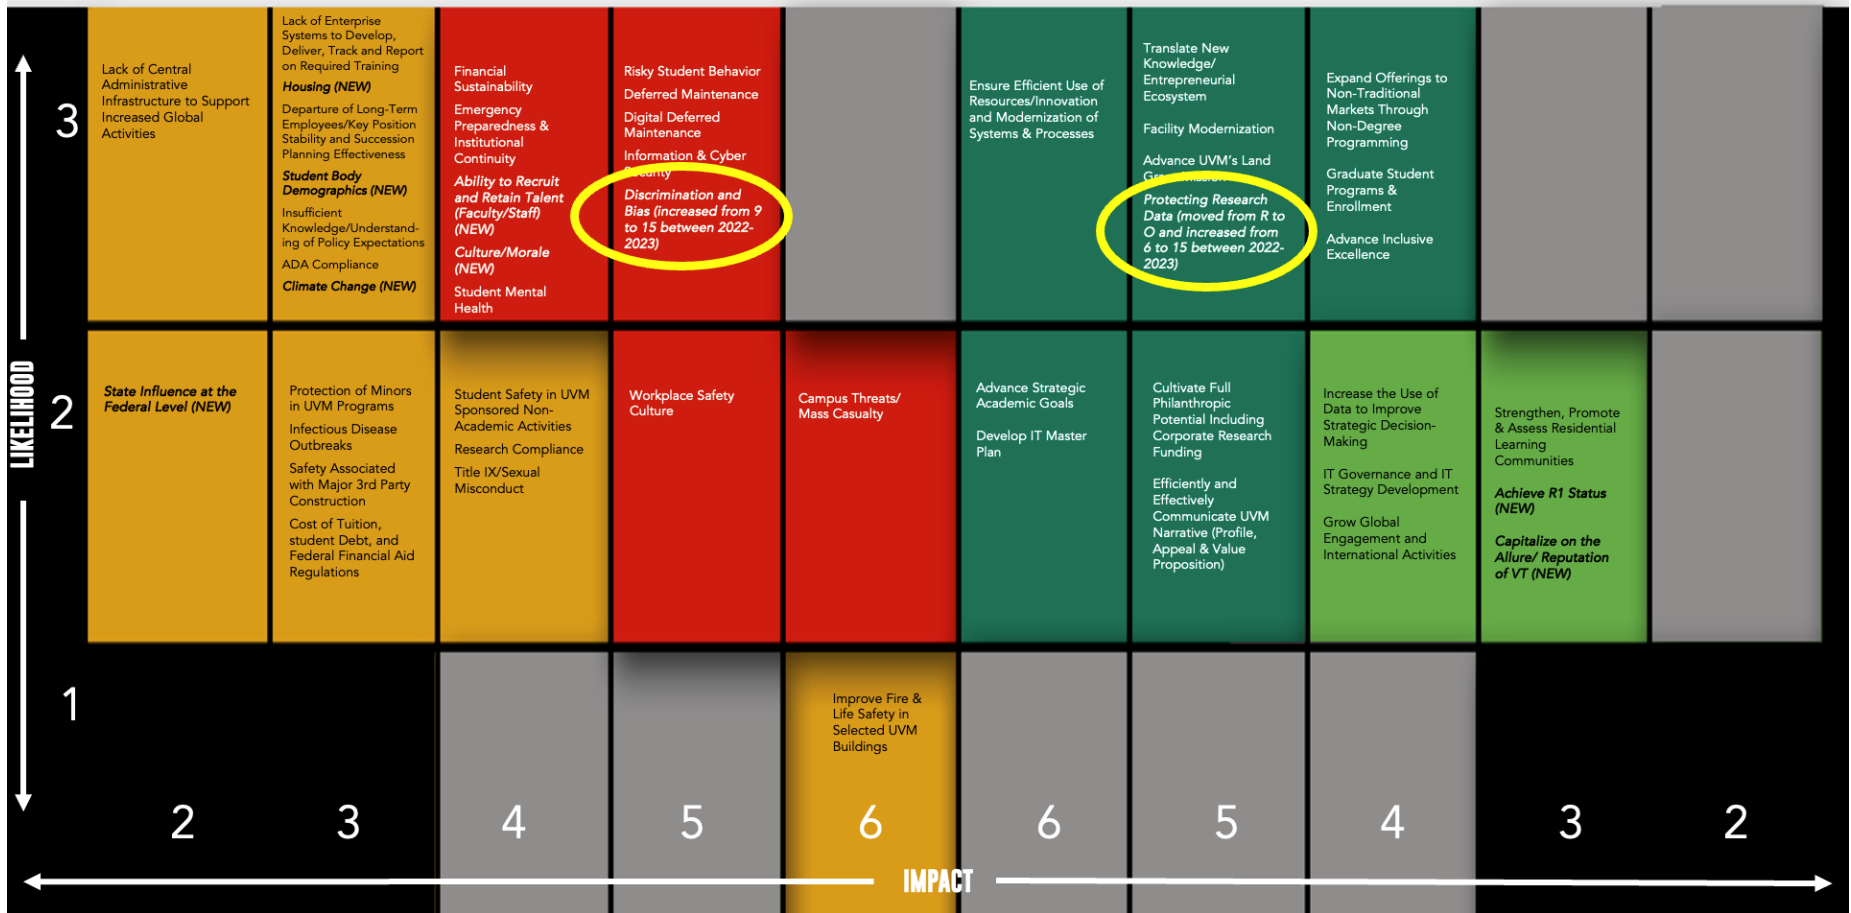 Lack of Central
Administrative
Infrastructure to Support
Increased Global
Activities
Lack of Enterprise
Systems to Develop,
Deliver, Track and Report
on Required Training
Housing (NEW)
Departure of Long-Term
Employees/Key Position
Stability and Succession
Planning Effectiveness
Student Body
Demographics (NEW)
Insufficient
Knowledge/Understand-
ing of Policy Expectations
ADA Compliance
Climate Change (NEW)
Financial
Sustainability
Emergency
Preparedness &
Institutional
Continuity
Ability to Recruit
and Retain Talent
(Faculty/Staff)
(NEW)
Culture/Morale
(NEW)
Student Mental
Health
Risky Student Behavior
Deferred Maintenance
Digital Deferred
Maintenance
Information & Cyber
Security
Discrimination and
Bias (increased from 9
to 15 between 2022-
2023)
Ensure Efficient Use of
Resources/Innovation
and Modernization of
Systems & Processes
Translate New
Knowledge/
Entrepreneurial
Ecosystem
Facility Modernization
Advance UVM's Land
Grant Mission
Protecting Research
Data (moved from R to
O and increased from
6 to 15 between 2022-
2023)
Expand Offerings to
Non-Traditional
Markets Through
Non-Degree
Programming
Graduate Student
Programs &
Enrollment
Advance Inclusive
Excellence
3
State Influence at the
Federal Level (NEW)
Protection of Minors
in UVM Programs
Infectious Disease
Outbreaks
Safety Associated
with Major 3rd Party
Construction
Cost of Tuition,
student Debt, and
Federal Financial Aid
Regulations
Student Safety in UVM
Sponsored Non-
Academic Activities
Research Compliance
Title IX/Sexual
Misconduct
Workplace Safety
Culture
Campus Threats/
Mass Casualty
Advance Strategic
Academic Goals
Develop IT Master
Plan
Cultivate Full
Philanthropic
Potential Including
Corporate Research
Funding
Efficiently and
Effectively
Communicate UVM
Narrative (Profile,
Appeal & Value
Proposition)
Increase the Use of
Data to Improve
Strategic Decision-
Making
IT Governance and IT
Strategy Development
Grow Global
Engagement and
International Activities
Strengthen, Promote
& Assess Residential
Learning
Communities
Achieve R1 Status
(NEW)
Capitalize on the
Allure/ Reputation
of VT (NEW)
LIKELIHOOD
2
1
Improve Fire &
Life Safety in
Selected UVM
Buildings
2 3 4 5 6 6 5 4 3 2
IMPACT